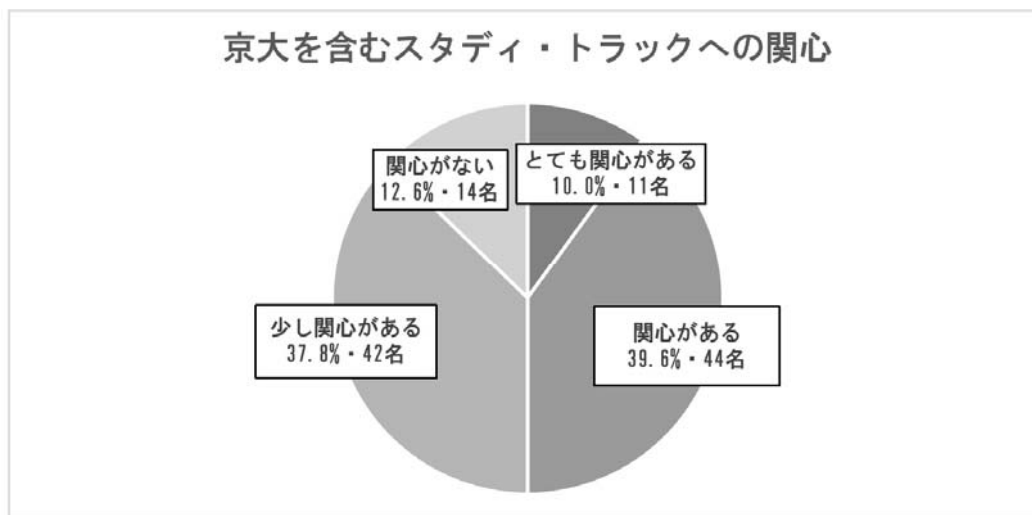 京大を含むスタディ・トラックへの関心
関心がない
12.6%・14名
とても関心がある
10.0%・11名
少し関心がある
37.8%・42名
関心がある
39.6%・44名